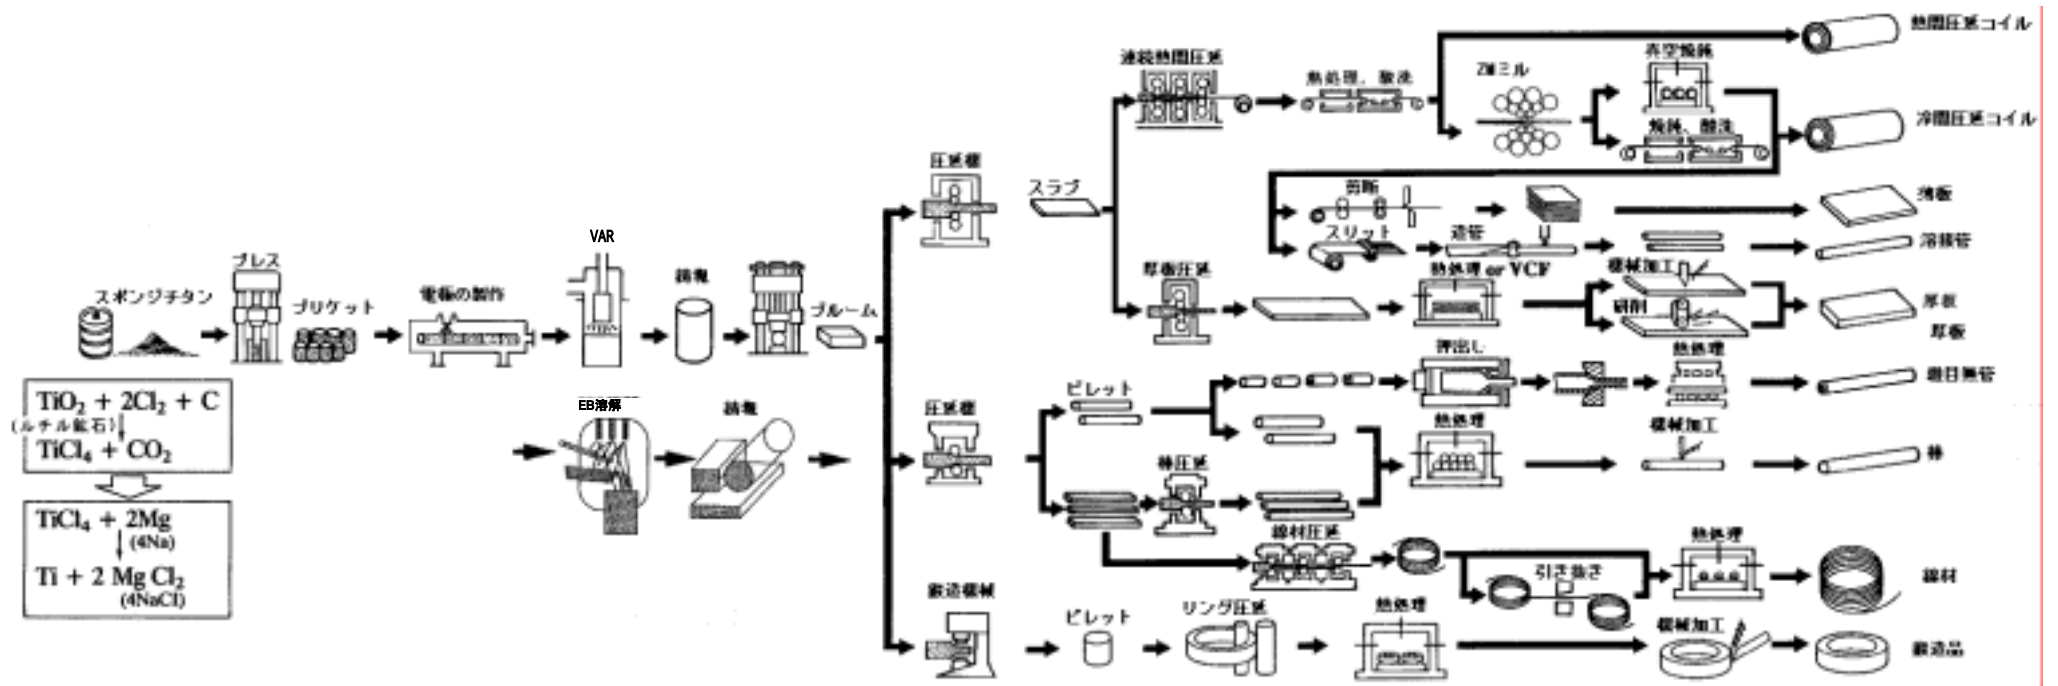 スポンジチタン
プレス
ブリケット
電極の製作
VAR
鋳塊
ブルーム
TiO₂ + 2Cl₂ + C
(ルチル鉱石)
TiCl₄ + CO₂
TiCl₄ + 2Mg
(4Na)
Ti + 2 MgCl₂
(4NaCl)
EB溶解
鋳塊
圧延機
スラブ
連続熱間圧延
熱処理、酸洗
ZMミル
真空焼鈍
焼鈍、酸洗
熱間圧延コイル
冷間圧延コイル
剪断
薄板
スリット
造管
溶接管
厚板圧延
熱処理 or VCF
機械加工
研削
厚板
厚板
圧延機
ビレット
押出し
熱処理
継目無管
棒圧延
熱処理
機械加工
棒
線材圧延
引き抜き
熱処理
線材
鍛造機械
ビレット
リング圧延
熱処理
機械加工
鍛造品